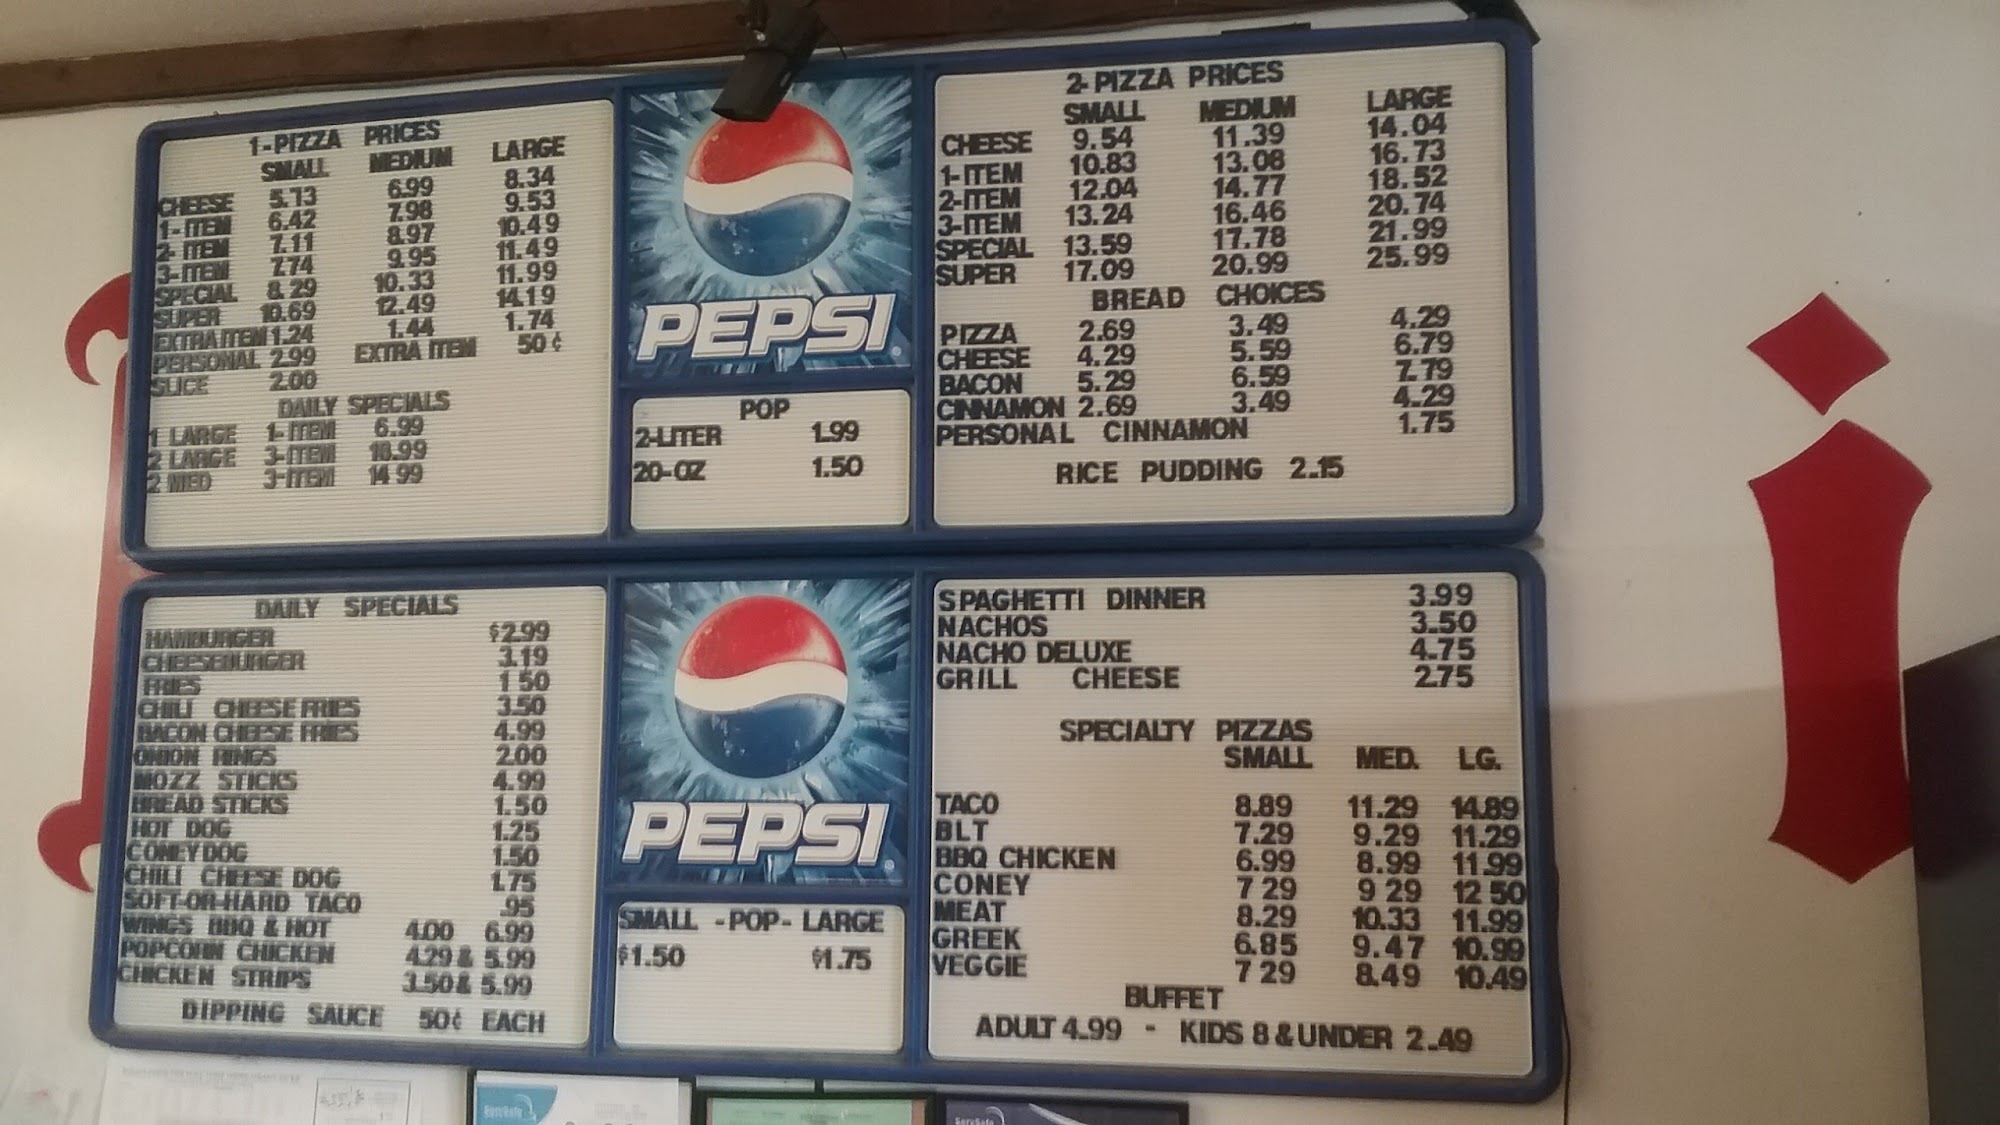 1-PIZZA PRICES
SMALL MEDIUM LARGE
CHEESE 5.73 6.99 8.34
1-ITEM 6.42 7.98 9.53
2-ITEM 7.11 8.97 10.49
3-ITEM 7.74 9.95 11.49
SPECIAL 8.29 10.33 11.99
SUPER 10.69 12.49 14.19
EXTRA ITEM 1.24 1.44 1.74
PERSONAL 2.99 EXTRA ITEM 50¢
SLICE 2.00
DAILY SPECIALS
1 LARGE 1-ITEM 6.99
2 LARGE 3-ITEM 18.99
2 MED 3-ITEM 14 99
PEPSI
POP
2-LITER 1.99
20-OZ 1.50
2-PIZZA PRICES
SMALL MEDIUM LARGE
CHEESE 9.54 11.39 14.04
1-ITEM 10.83 13.08 16.73
2-ITEM 12.04 14.77 18.52
3-ITEM 13.24 16.46 20.74
SPECIAL 13.59 17.78 21.99
SUPER 17.09 20.99 25.99
BREAD CHOICES
PIZZA 2.69 3.49 4.29
CHEESE 4.29 5.59 6.79
BACON 5.29 6.59 7.79
CINNAMON 2.69 3.49 4.29
PERSONAL CINNAMON 1.75
RICE PUDDING 2.15
DAILY SPECIALS
HAMBURGER $2.99
CHEESEBURGER 3.19
FRIES 1 50
CHILI CHEESE FRIES 3.50
BACON CHEESE FRIES 4.99
ONION RINGS 2.00
MOZZ STICKS 4.99
BREAD STICKS 1.50
HOT DOG 1.25
CONEY DOG 1.50
CHILI CHEESE DOG 1.75
SOFT-OR-HARD TACO .95
WINGS BBQ & HOT 4.00 6.99
POPCORN CHICKEN 4.29 & 5.99
CHICKEN STRIPS 3.50 & 5.99
DIPPING SAUCE 50¢ EACH
PEPSI
SMALL -POP- LARGE
$1.50 $1.75
SPAGHETTI DINNER 3.99
NACHOS 3.50
NACHO DELUXE 4.75
GRILL CHEESE 2.75
SPECIALTY PIZZAS
SMALL MED. LG.
TACO 8.89 11.29 14.89
BLT 7.29 9.29 11.29
BBQ CHICKEN 6.99 8.99 11.99
CONEY 7 29 9 29 12 50
MEAT 8.29 10.33 11.99
GREEK 6.85 9.47 10.99
VEGGIE 7 29 8.49 10.49
BUFFET
ADULT 4.99 - KIDS 8 & UNDER 2.49
i
ServSafe
ServSafe